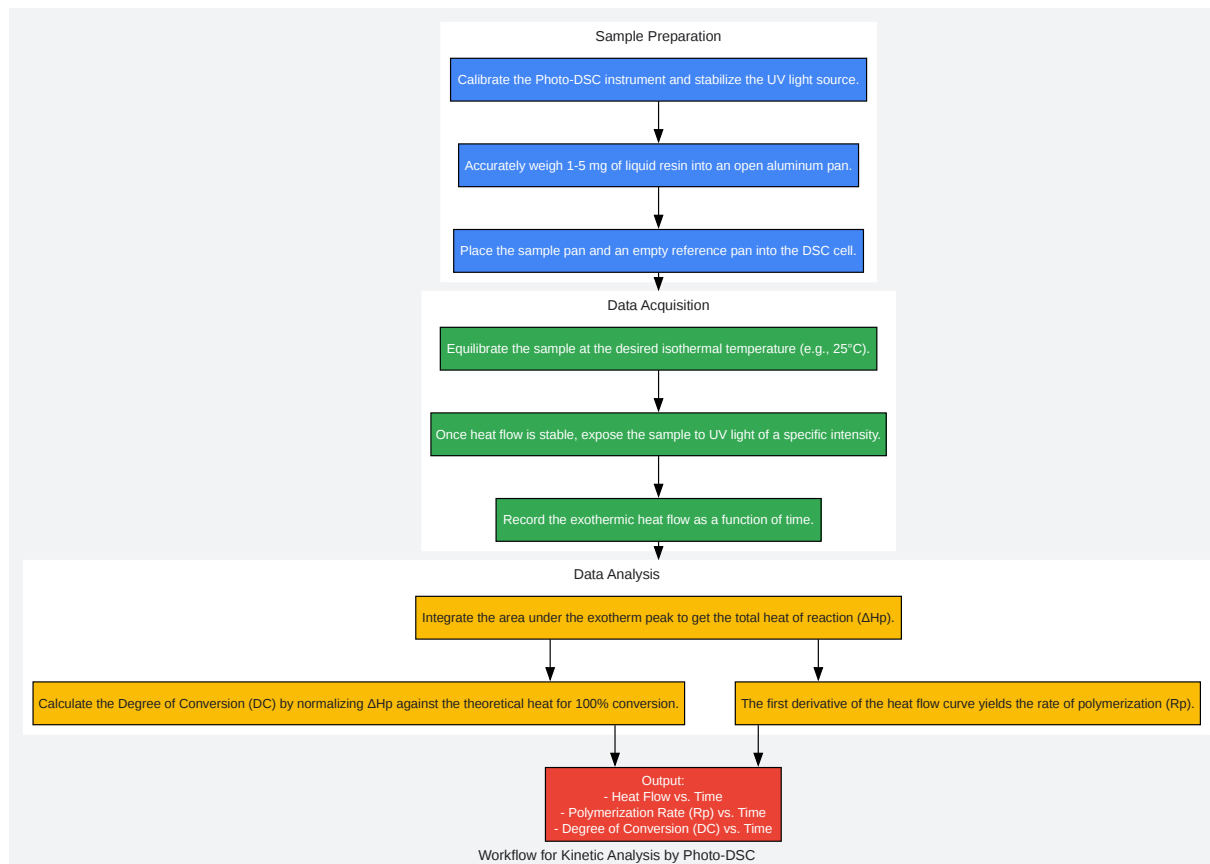 Sample Preparation
Calibrate the Photo-DSC instrument and stabilize the UV light source.
Accurately weigh 1-5 mg of liquid resin into an open aluminum pan.
Place the sample pan and an empty reference pan into the DSC cell.
Data Acquisition
Equilibrate the sample at the desired isothermal temperature (e.g., 25°C).
Once heat flow is stable, expose the sample to UV light of a specific intensity.
Record the exothermic heat flow as a function of time.
Data Analysis
Integrate the area under the exotherm peak to get the total heat of reaction (ΔHp).
Calculate the Degree of Conversion (DC) by normalizing ΔHp against the theoretical heat for 100% conversion.
The first derivative of the heat flow curve yields the rate of polymerization (Rp).
Output:
- Heat Flow vs. Time
- Polymerization Rate (Rp) vs. Time
- Degree of Conversion (DC) vs. Time
Workflow for Kinetic Analysis by Photo-DSC